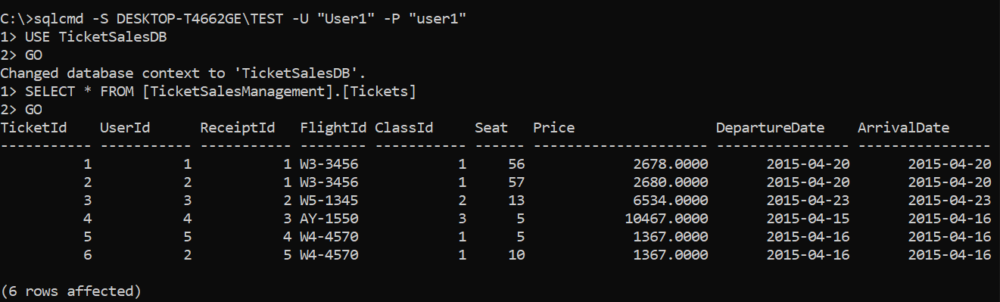 C:\>sqlcmd -S DESKTOP-T4662GE\TEST -U "User1" -P "user1"
1> USE TicketSalesDB
2> GO
Changed database context to 'TicketSalesDB'.
1> SELECT * FROM [TicketSalesManagement].[Tickets]
2> GO
TicketId    UserId      ReceiptId   FlightId ClassId     Seat   Price                 DepartureDate    ArrivalDate
----------- ----------- ----------- -------- ----------- ------ --------------------- ---------------- ----------------
          1           1           1 W3-3456            1     56             2678.0000       2015-04-20       2015-04-20
          2           2           1 W3-3456            1     57             2680.0000       2015-04-20       2015-04-20
          3           3           2 W5-1345            2     13             6534.0000       2015-04-23       2015-04-23
          4           4           3 AY-1550            3      5            10467.0000       2015-04-15       2015-04-16
          5           5           4 W4-4570            1      5             1367.0000       2015-04-16       2015-04-16
          6           2           5 W4-4570            1     10             1367.0000       2015-04-16       2015-04-16
(6 rows affected)